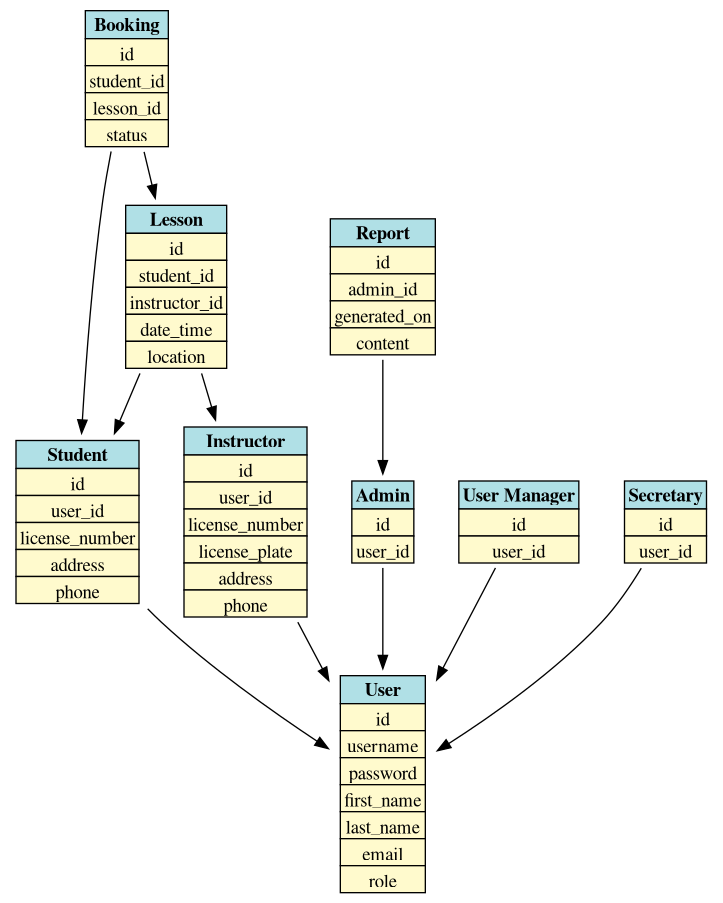 Booking
id
student_id
lesson_id
status
Lesson
id
student_id
instructor_id
date_time
location
Report
id
admin_id
generated_on
content
Student
id
user_id
license_number
address
phone
Instructor
id
user_id
license_number
license_plate
address
phone
Admin
id
user_id
User Manager
id
user_id
Secretary
id
user_id
User
id
username
password
first_name
last_name
email
role